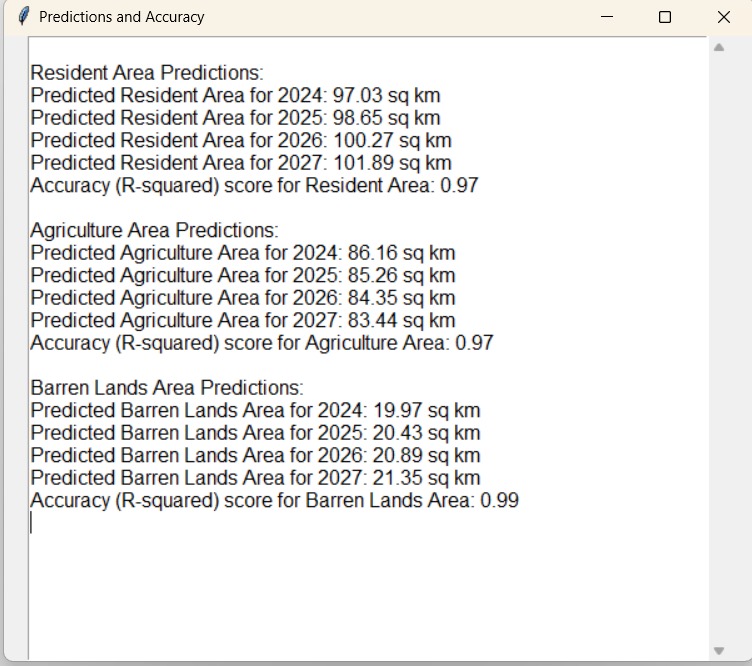 Predictions and Accuracy
Resident Area Predictions:
Predicted Resident Area for 2024: 97.03 sq km
Predicted Resident Area for 2025: 98.65 sq km
Predicted Resident Area for 2026: 100.27 sq km
Predicted Resident Area for 2027: 101.89 sq km
Accuracy (R-squared) score for Resident Area: 0.97
Agriculture Area Predictions:
Predicted Agriculture Area for 2024: 86.16 sq km
Predicted Agriculture Area for 2025: 85.26 sq km
Predicted Agriculture Area for 2026: 84.35 sq km
Predicted Agriculture Area for 2027: 83.44 sq km
Accuracy (R-squared) score for Agriculture Area: 0.97
Barren Lands Area Predictions:
Predicted Barren Lands Area for 2024: 19.97 sq km
Predicted Barren Lands Area for 2025: 20.43 sq km
Predicted Barren Lands Area for 2026: 20.89 sq km
Predicted Barren Lands Area for 2027: 21.35 sq km
Accuracy (R-squared) score for Barren Lands Area: 0.99